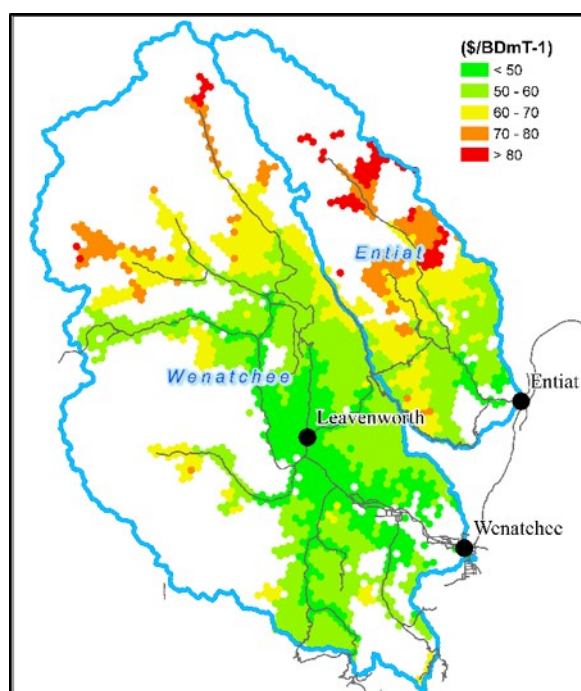 ($/BDmT-1)
< 50
50 - 60
60 - 70
70 - 80
> 80
Entiat
Wenatchee
Entiat
Leavenworth
Wenatchee